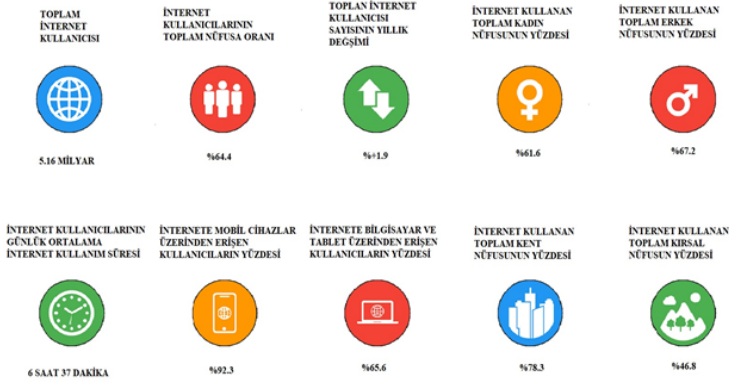 TOPLAM
İNTERNET
KULLANICISI
5.16 MİLYAR
İNTERNET
KULLANICILARININ
TOPLAM NÜFUSA ORANI
%64.4
TOPLAN İNTERNET
KULLANICISI
SAYISININ YILLIK
DEĞŞİMİ
%+1.9
İNTERNET KULLANAN
TOPLAM KADIN
NÜFUSUNUN YÜZDESİ
%61.6
İNTERNET KULLANAN
TOPLAM ERKEK
NÜFUSUNUN YÜZDESİ
%67.2
İNTERNET KULLANICILARININ
GÜNLÜK ORTALAMA
İNTERNET KULLANIM SÜRESİ
6 SAAT 37 DAKİKA
İNTERNETE MOBİL CİHAZLAR
ÜZERİNDEN ERİŞEN
KULLANICILARIN YÜZDESİ
%92.3
İNTERNETE BİLGİSAYAR VE
TABLET ÜZERİNDEN ERİŞEN
KULLANICILARIN YÜZDESİ
%65.6
İNTERNET KULLANAN
TOPLAM KENT
NÜFUSUNUN YÜZDESİ
%78.3
İNTERNET KULLANAN
TOPLAM KIRSAL
NÜFUSUN YÜZDESİ
%46.8